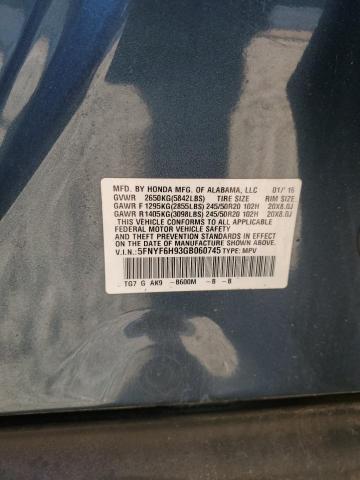 MFD. BY HONDA MFG. OF ALABAMA, LLC 01/'16
GVWR 2650KG(5842LBS) TIRE SIZE RIM SIZE
GAWR F 1295KG(2855LBS) 245/50R20 102H 20X8.0J
GAWR R 1405KG(3098LBS) 245/50R20 102H 20X8.0J
THIS VEHICLE CONFORMS TO ALL APPLICABLE
FEDERAL MOTOR VEHICLE SAFETY AND
THEFT PREVENTION STANDARDS IN EFFECT ON
THE DATE OF MANUFACTURE SHOWN ABOVE.
V.I.N.: 5FNYF6H93GB060745 TYPE: MPV
TG7 G AK9 -B600M -B -B